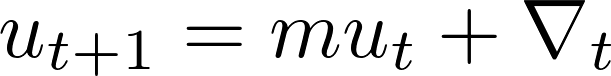 u_{t+1} = mu_t + ∇_t